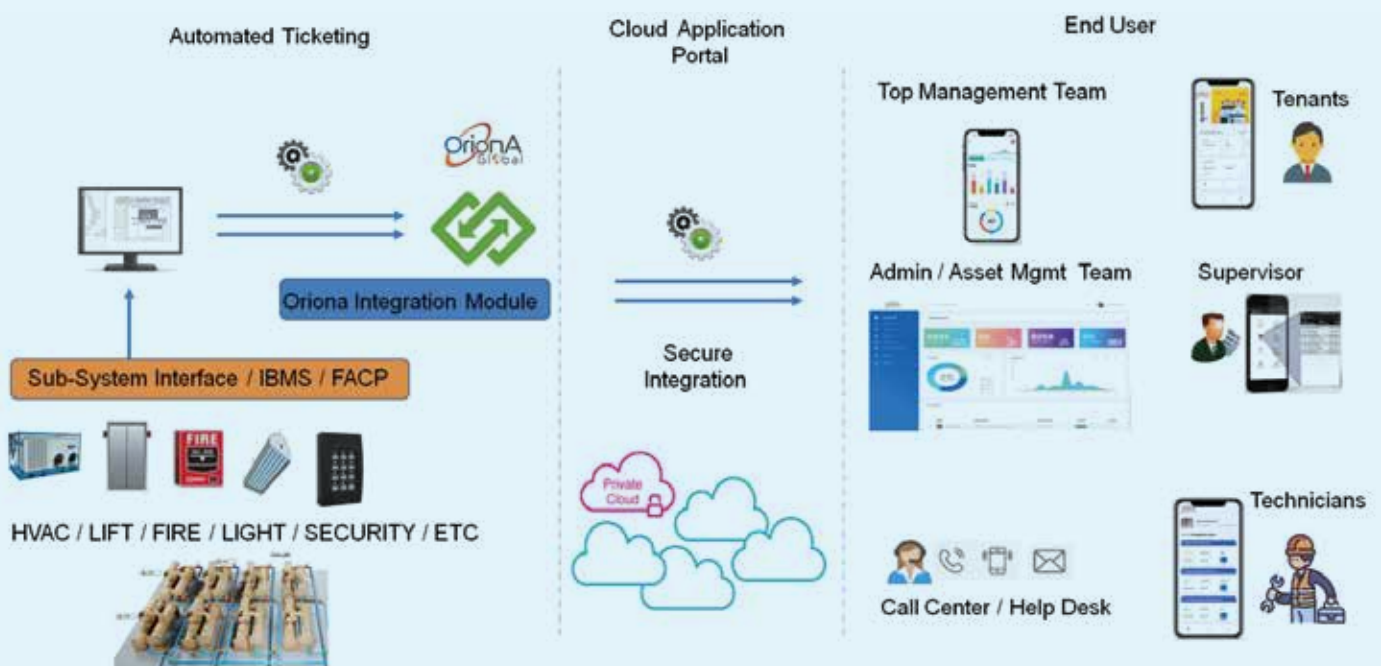 Automated Ticketing
Cloud Application
Portal
End User
Top Management Team
Tenants
OrionA
Global
Oriona Integration Module
Admin / Asset Mgmt Team
Supervisor
Secure
Integration
Sub-System Interface / IBMS / FACP
FIRE
Private
Cloud
HVAC / LIFT / FIRE / LIGHT / SECURITY / ETC
Technicians
Call Center / Help Desk